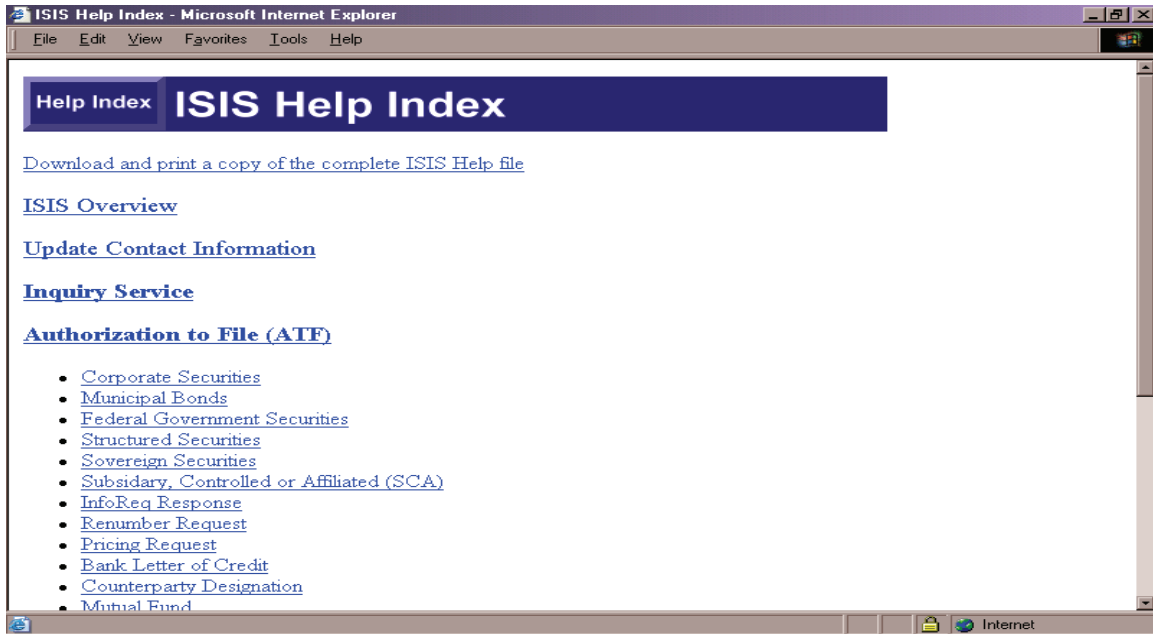 ISIS Help Index - Microsoft Internet Explorer
File Edit View Favorites Tools Help
Help Index ISIS Help Index
Download and print a copy of the complete ISIS Help file
ISIS Overview
Update Contact Information
Inquiry Service
Authorization to File (ATF)
Corporate Securities
Municipal Bonds
Federal Government Securities
Structured Securities
Sovereign Securities
Subsidary, Controlled or Affiliated (SCA)
InfoReq Response
Renumber Request
Pricing Request
Bank Letter of Credit
Counterparty Designation
Mutual Fund
Internet